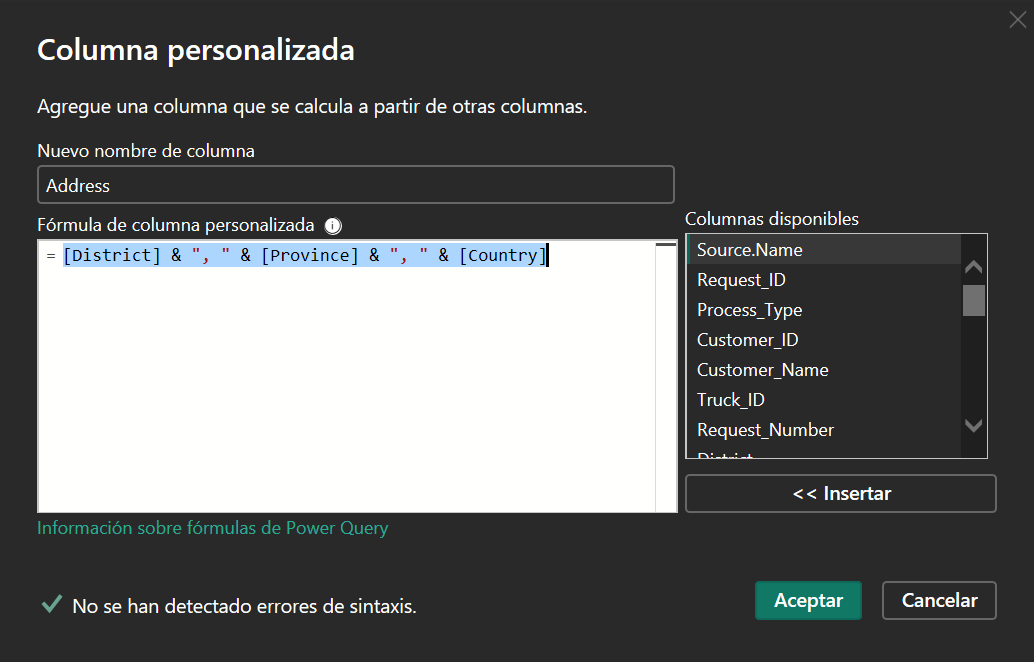 Columna personalizada
Agregue una columna que se calcula a partir de otras columnas.
Nuevo nombre de columna
Address
Fórmula de columna personalizada
= [District] & ", " & [Province] & ", " & [Country]
Columnas disponibles
Source.Name
Request_ID
Process_Type
Customer_ID
Customer_Name
Truck_ID
Request_Number
District
<< Insertar
Información sobre fórmulas de Power Query
No se han detectado errores de sintaxis.
Aceptar
Cancelar